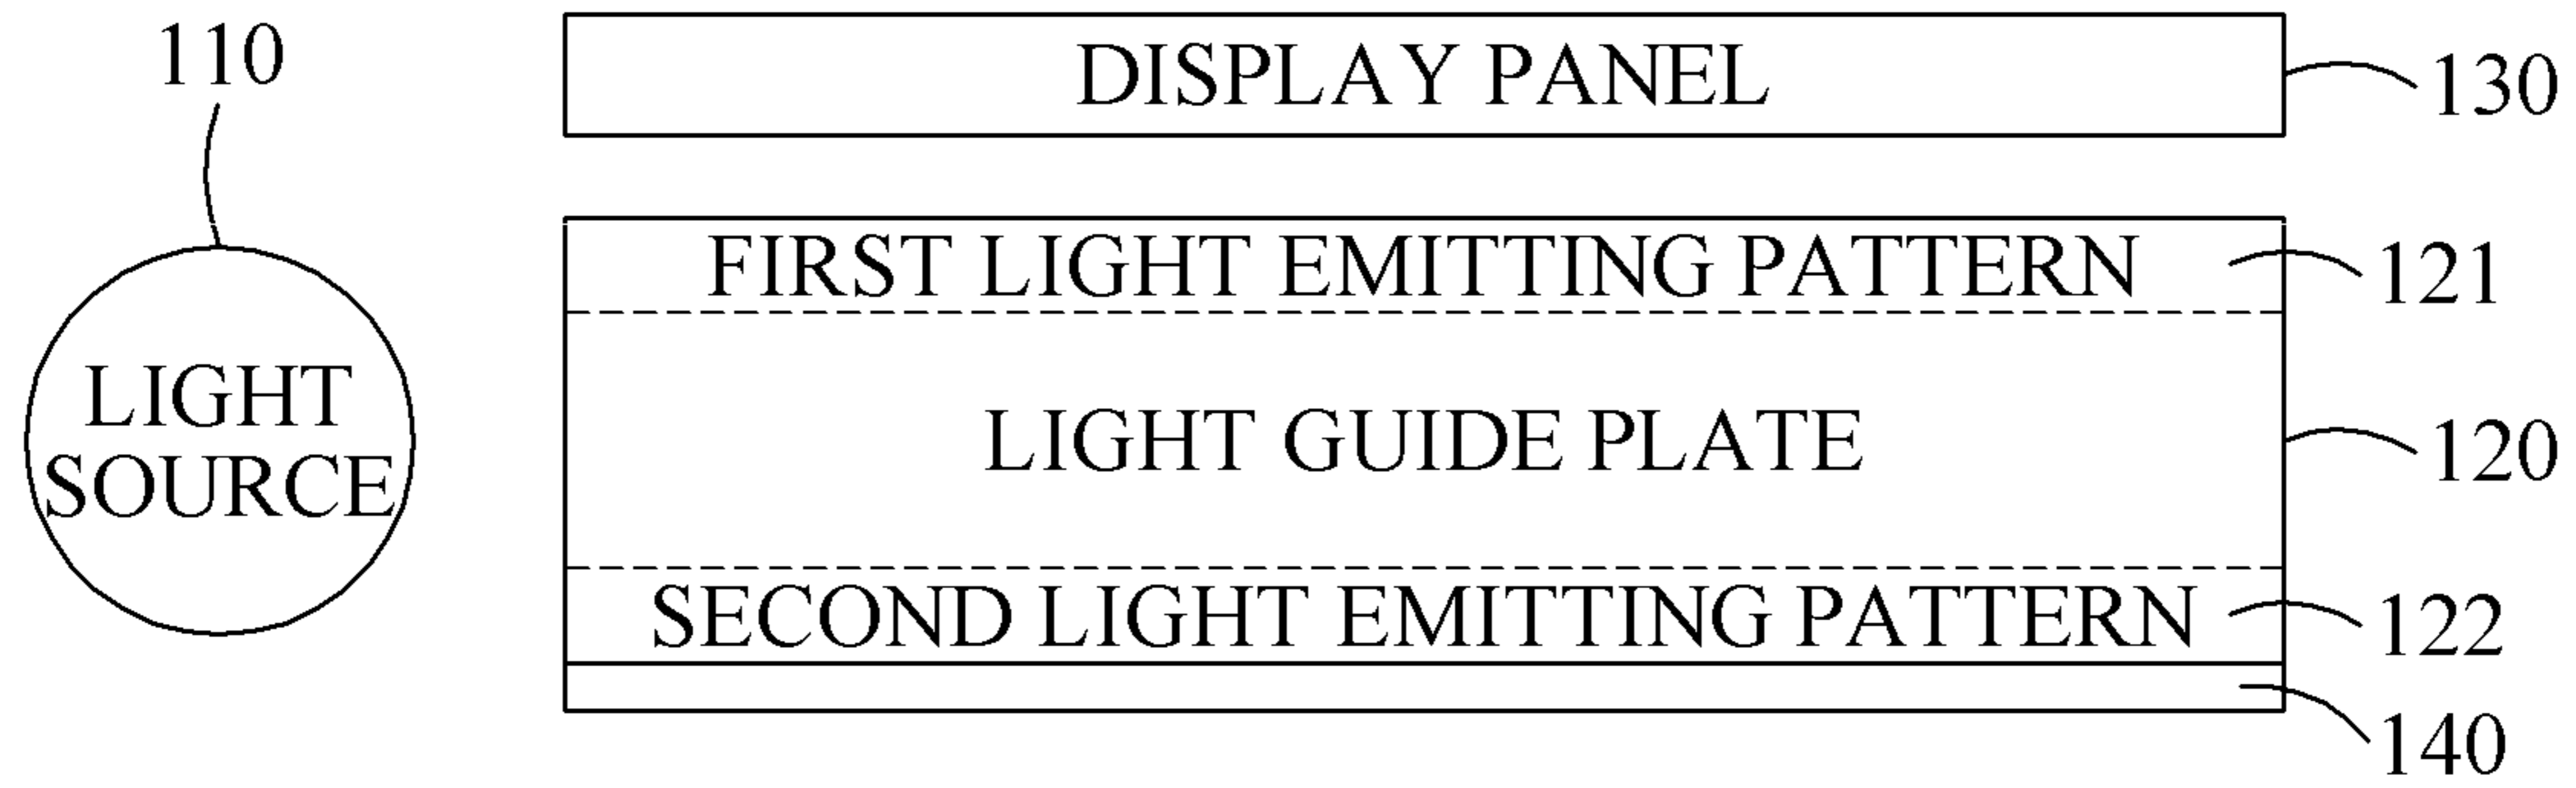 110
DISPLAY PANEL
130
FIRST LIGHT EMITTING PATTERN
121
LIGHT
SOURCE
LIGHT GUIDE PLATE
120
SECOND LIGHT EMITTING PATTERN
122
140